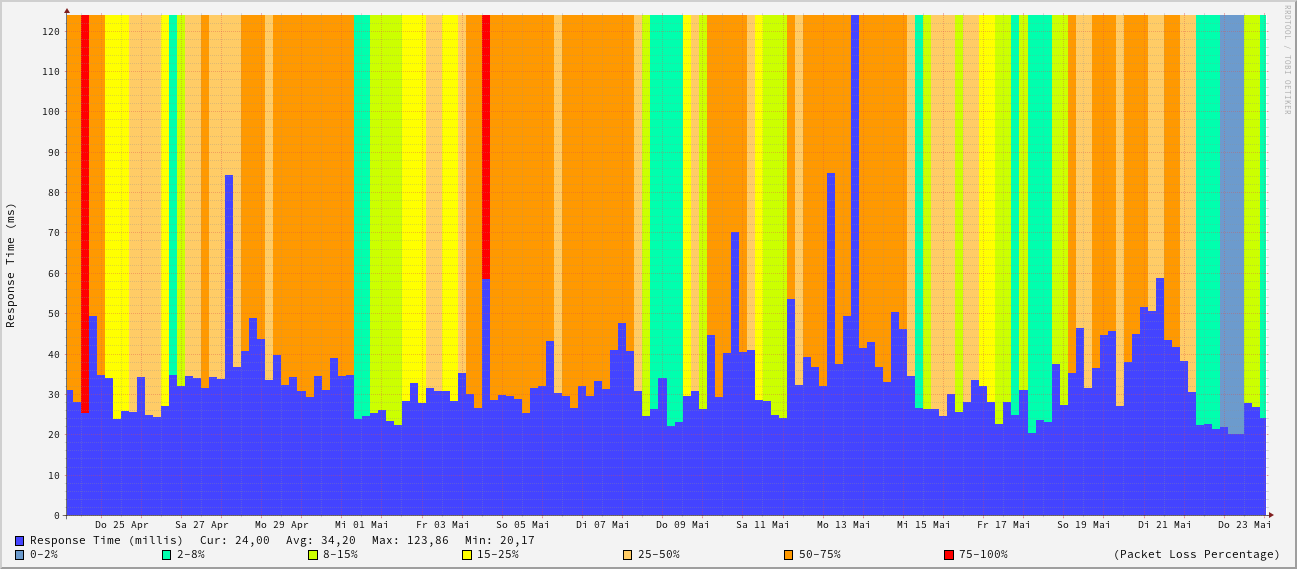 RRDTOOL / TOBI OETIKER
Response Time (ms)
120
110
100
90
80
70
60
50
40
30
20
10
0
Do 25 Apr Sa 27 Apr Mo 29 Apr Mi 01 Mai Fr 03 Mai So 05 Mai Di 07 Mai Do 09 Mai Sa 11 Mai Mo 13 Mai Mi 15 Mai Fr 17 Mai So 19 Mai Di 21 Mai Do 23 Mai
Response Time (millis) Cur: 24,00 Avg: 34,20 Max: 123,86 Min: 20,17
0-2% 2-8% 8-15% 15-25% 25-50% 50-75% 75-100% (Packet Loss Percentage)